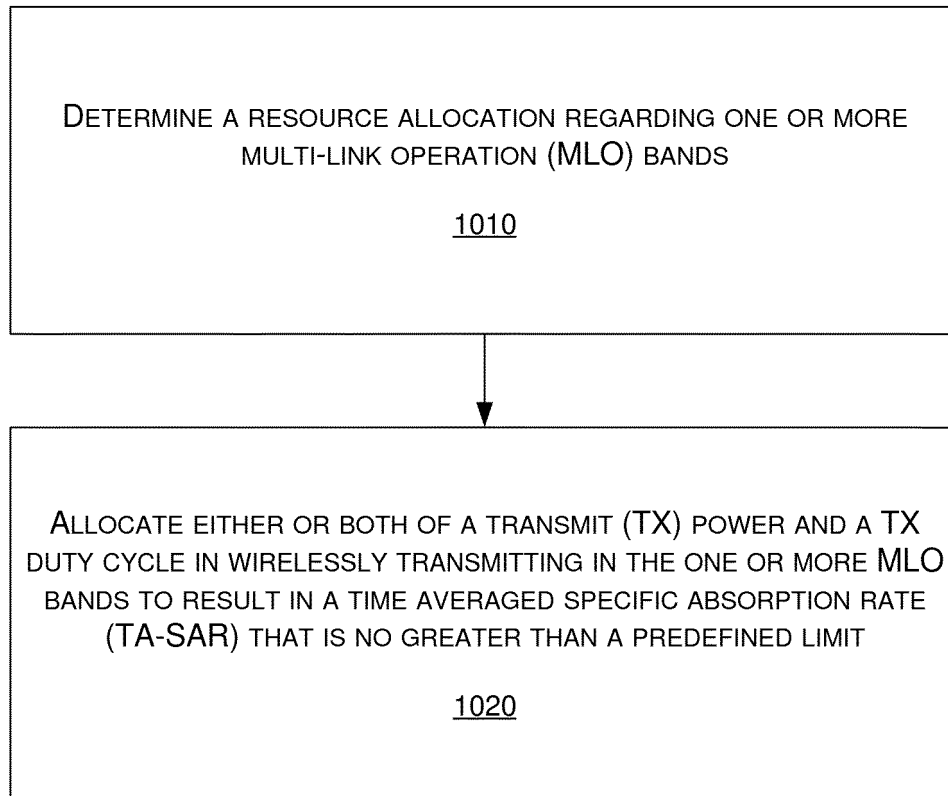 DETERMINE A RESOURCE ALLOCATION REGARDING ONE OR MORE
MULTI-LINK OPERATION (MLO) BANDS
1010
ALLOCATE EITHER OR BOTH OF A TRANSMIT (TX) POWER AND A TX
DUTY CYCLE IN WIRELESSLY TRANSMITTING IN THE ONE OR MORE MLO
BANDS TO RESULT IN A TIME AVERAGED SPECIFIC ABSORPTION RATE
(TA-SAR) THAT IS NO GREATER THAN A PREDEFINED LIMIT
1020